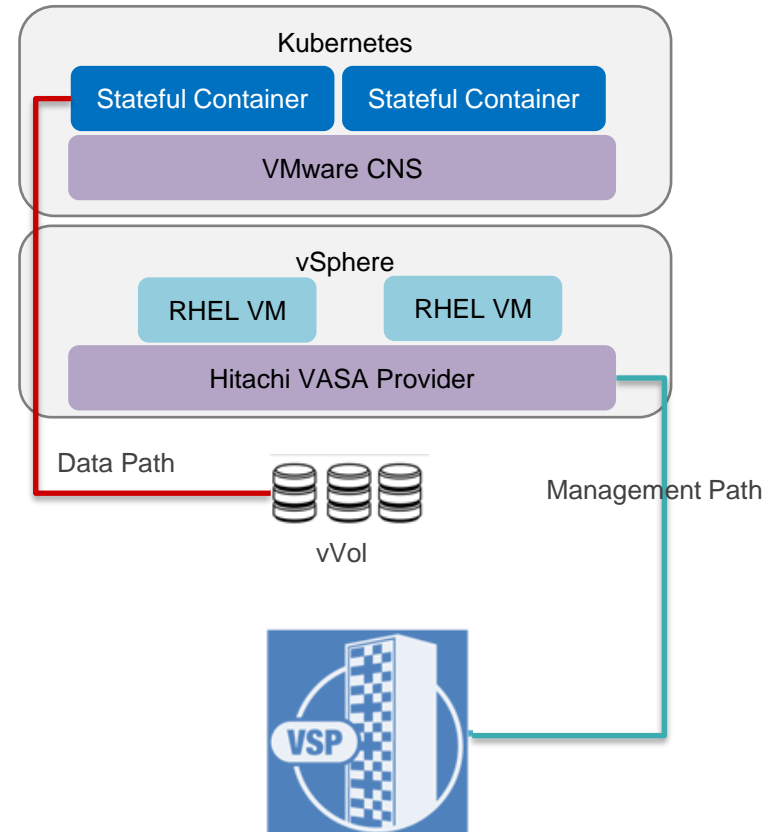 Kubernetes
Stateful Container
Stateful Container
VMware CNS
vSphere
RHEL VM
RHEL VM
Hitachi VASA Provider
Data Path
Management Path
vVol
VSP